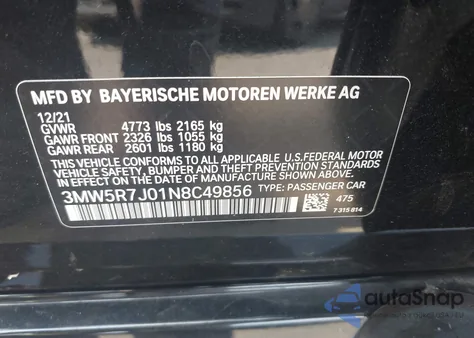 MFD BY BAYERISCHE MOTOREN WERKE AG
12/21
GVWR 4773 lbs 2165 kg
GAWR FRONT 2326 lbs 1055 kg
GAWR REAR 2601 lbs 1180 kg
THIS VEHICLE CONFORMS TO ALL APPLICABLE U.S.FEDERAL MOTOR
VEHICLE SAFETY, BUMPER, AND THEFT PREVENTION STANDARDS
IN EFFECT ON THE DATE OF MANUFACTURE SHOWN ABOVE.
3MW5R7J01N8C49856 TYPE: PASSENGER CAR
475
7 315 814
autoSnap